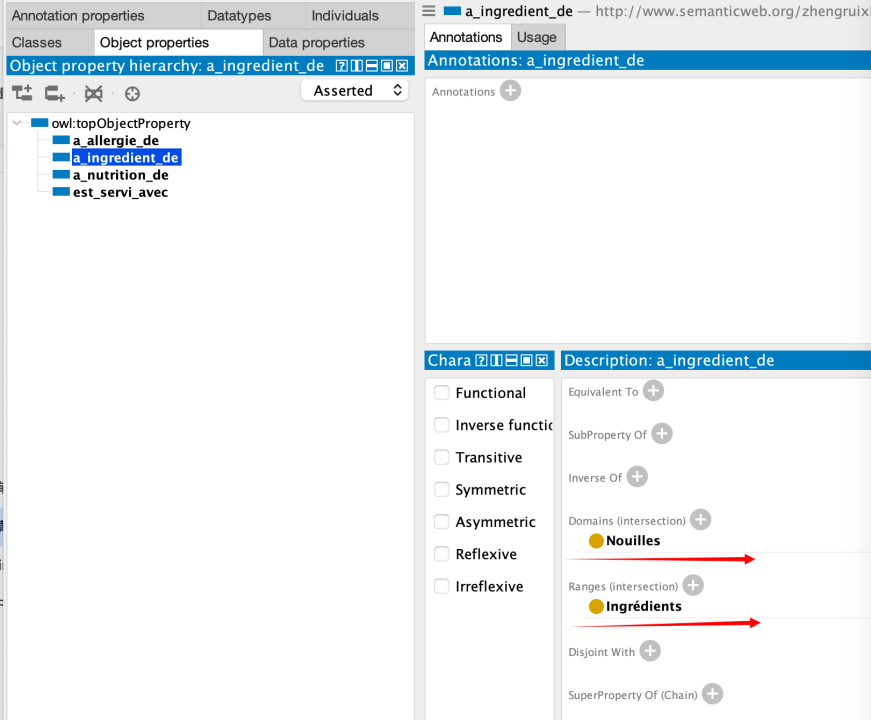 Annotation properties Datatypes Individuals
Classes Object properties Data properties
Object property hierarchy: a_ingredient_de
Asserted
owl:topObjectProperty
a_allergie_de
a_ingredient_de
a_nutrition_de
est_servi_avec
a_ingredient_de — http://www.semanticweb.org/zhengruixi
Annotations Usage
Annotations: a_ingredient_de
Annotations
Chara
Functional
Inverse functio
Transitive
Symmetric
Asymmetric
Reflexive
Irreflexive
Description: a_ingredient_de
Equivalent To
SubProperty Of
Inverse Of
Domains (intersection)
Nouilles
Ranges (intersection)
Ingrédients
Disjoint With
SuperProperty Of (Chain)